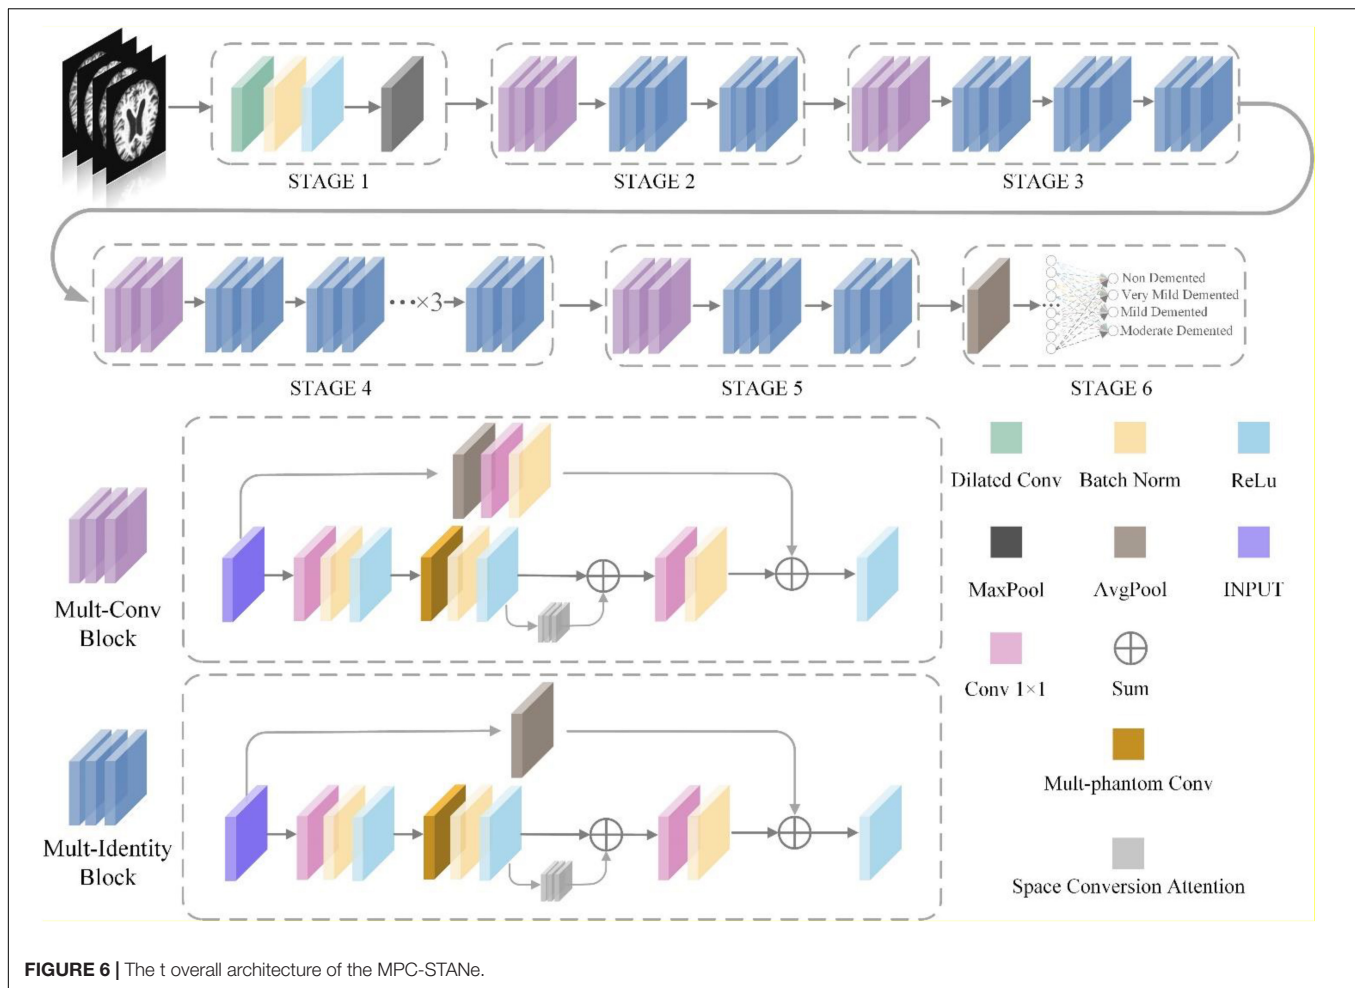 STAGE 1
STAGE 2
STAGE 3
···×3
STAGE 4
STAGE 5
···
Non Demented
Very Mild Demented
Mild Demented
Moderate Demented
STAGE 6
Mult-Conv
Block
Mult-Identity
Block
Dilated Conv
Batch Norm
ReLu
MaxPool
AvgPool
INPUT
Conv 1×1
Sum
Mult-phantom Conv
Space Conversion Attention
FIGURE 6 | The t overall architecture of the MPC-STANe.